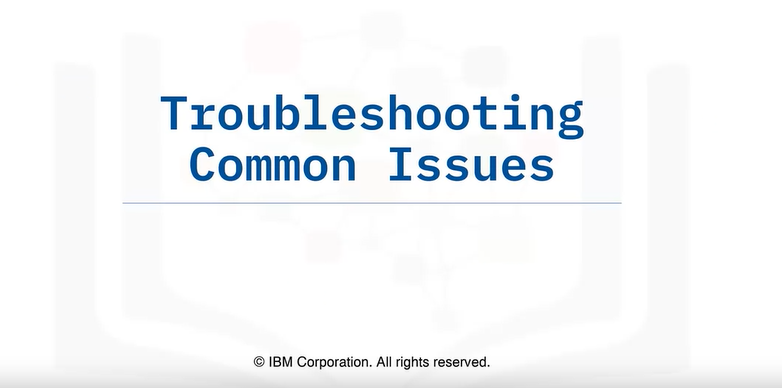 Troubleshooting
Common Issues
© IBM Corporation. All rights reserved.